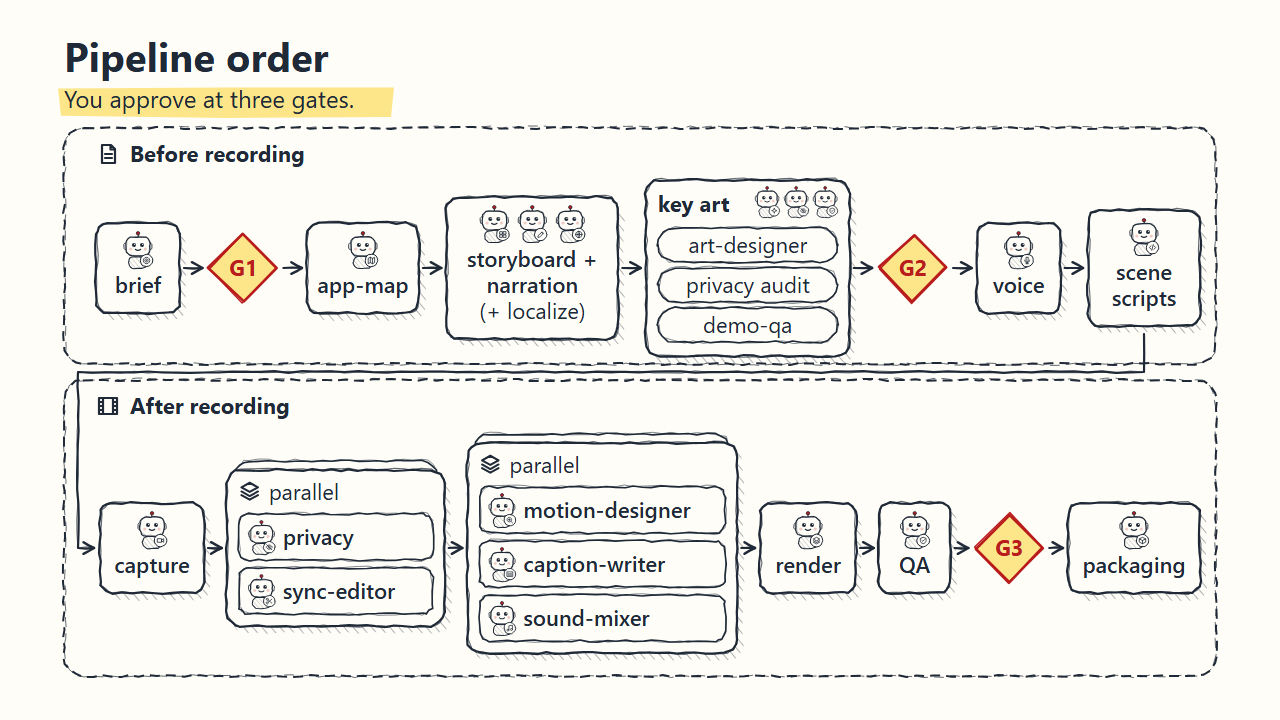 Pipeline order
You approve at three gates.
Before recording
brief
G1
app-map
storyboard +
narration
(+ localize)
key art
art-designer
privacy audit
demo-qa
G2
voice
scene
scripts
After recording
capture
parallel
privacy
sync-editor
parallel
motion-designer
caption-writer
sound-mixer
render
QA
G3
packaging